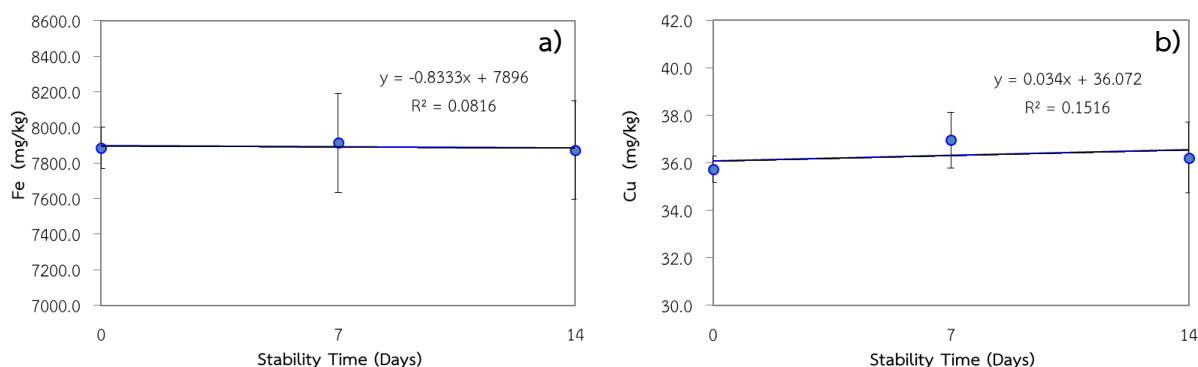 8600.0
8400.0
8200.0
8000.0
7800.0
7600.0
7400.0
7200.0
7000.0
Fe (mg/kg)
a)
y = -0.8333x + 7896
R² = 0.0816
0 7 14
Stability Time (Days)
42.0
40.0
38.0
36.0
34.0
32.0
30.0
Cu (mg/kg)
b)
y = 0.034x + 36.072
R² = 0.1516
0 7 14
Stability Time (Days)